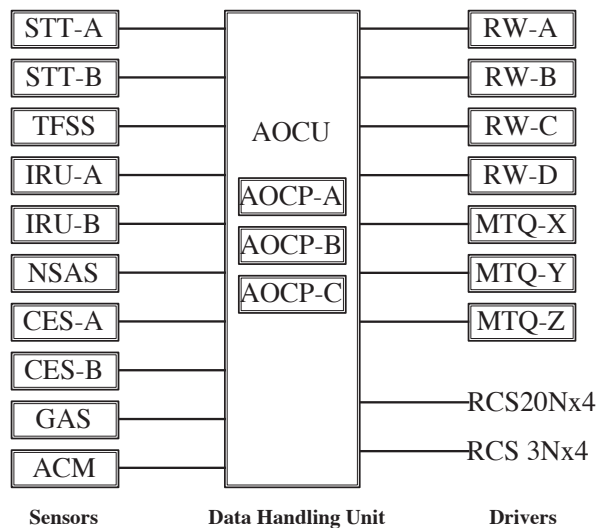 STT-A
STT-B
TFSS
IRU-A
IRU-B
NSAS
CES-A
CES-B
GAS
ACM
Sensors
AOCU
AOCP-A
AOCP-B
AOCP-C
Data Handling Unit
RW-A
RW-B
RW-C
RW-D
MTQ-X
MTQ-Y
MTQ-Z
RCS20Nx4
RCS 3Nx4
Drivers